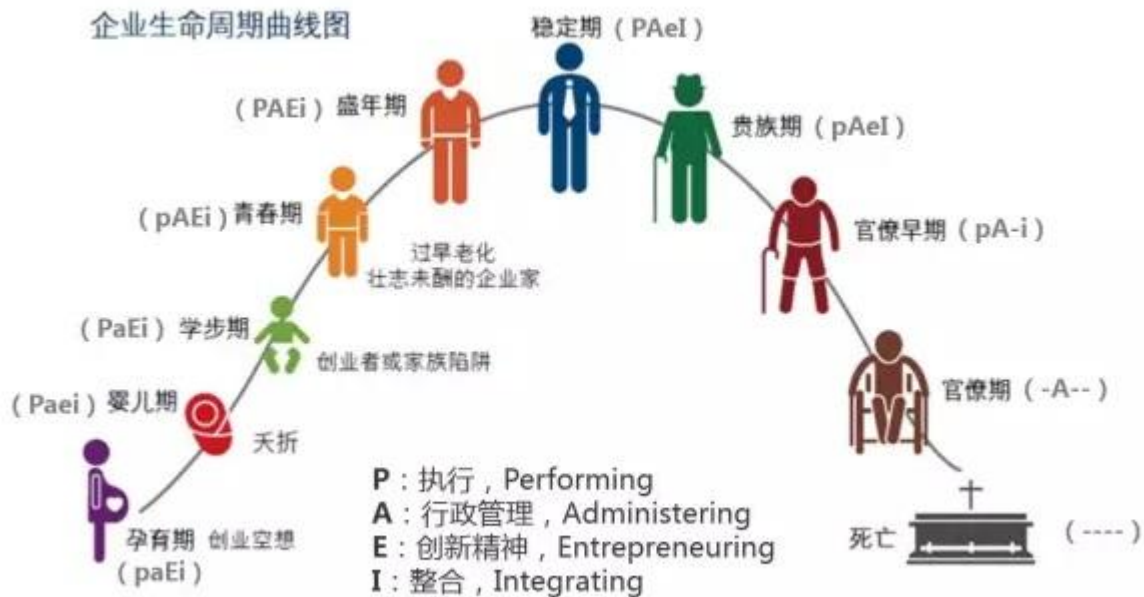 企业生命周期曲线图
稳定期 (PAeI)
(PAEi) 盛年期
贵族期 (pAeI)
(pAEi) 青春期
官僚早期 (pA-i)
过早老化
壮志未酬的企业家
(PaEi) 学步期
创业者或家族陷阱
(Paei) 婴儿期
官僚期 (-A--)
夭折
P：执行，Performing
A：行政管理，Administering
E：创新精神，Entrepreneuring
I：整合，Integrating
孕育期 创业空想
(paEi)
死亡 (----)